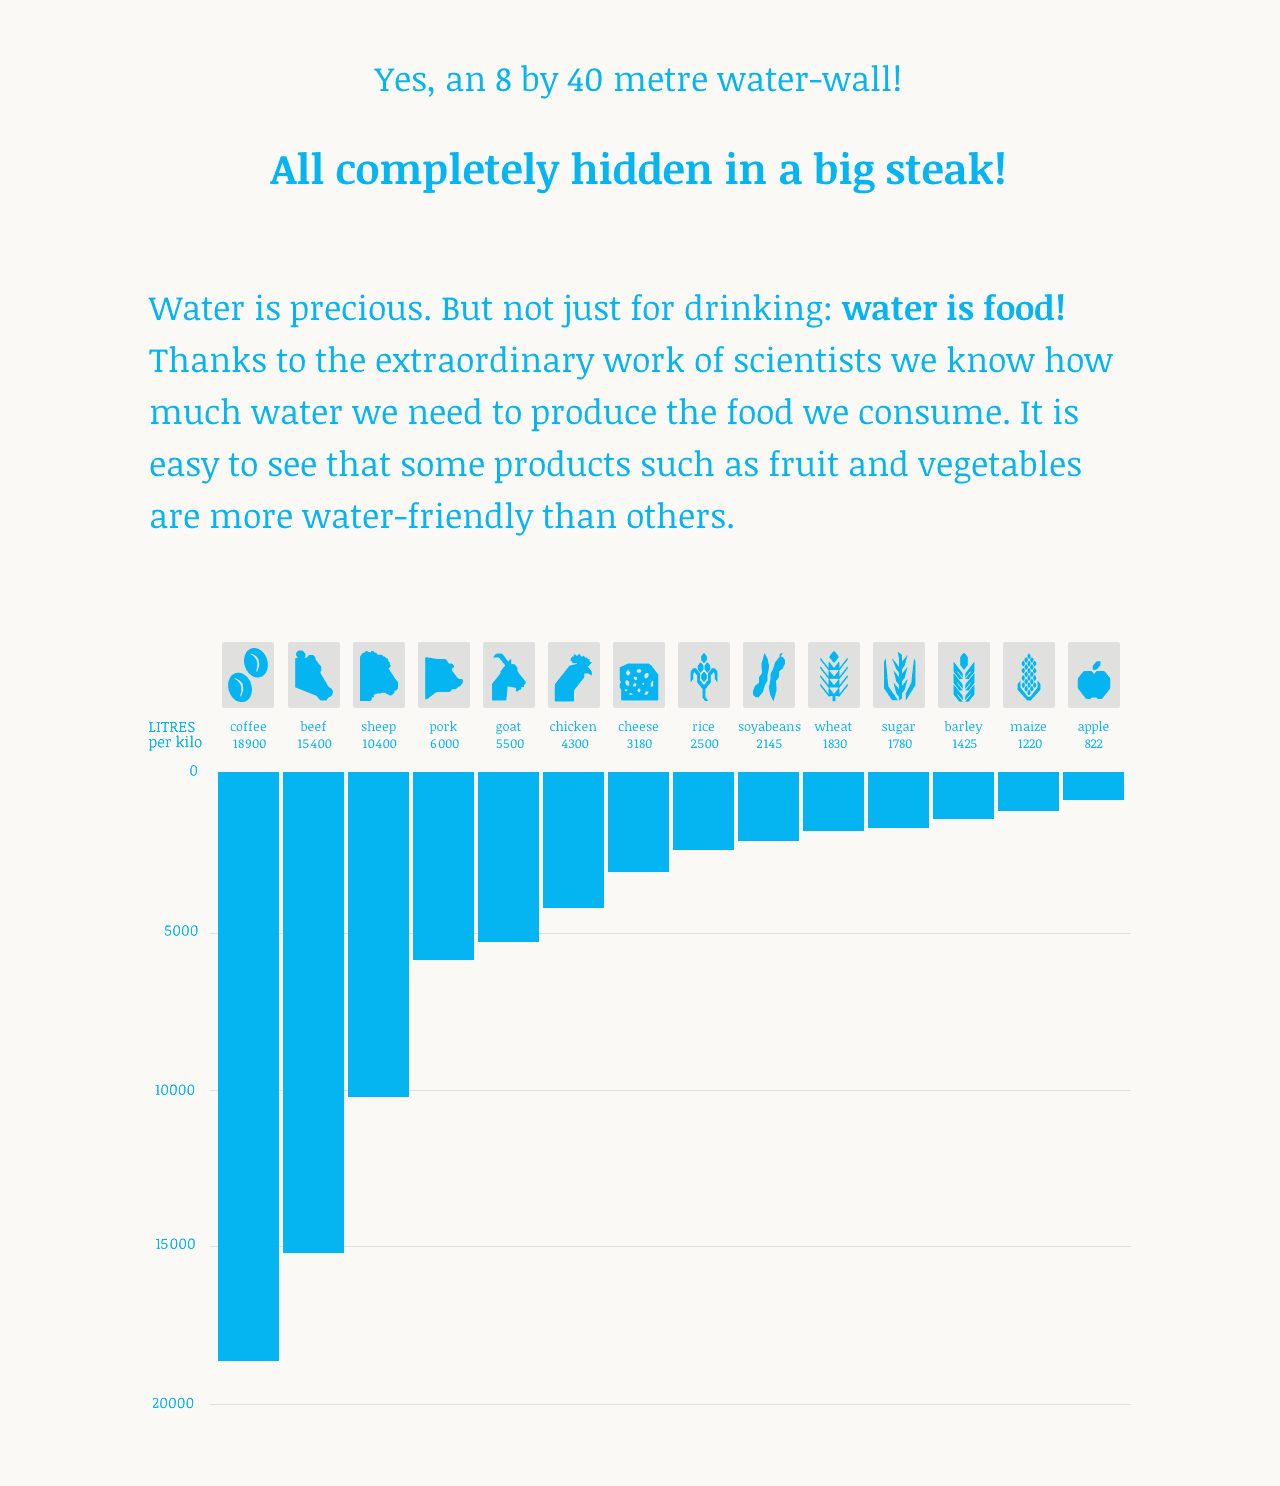 Yes, an 8 by 40 metre water-wall!
All completely hidden in a big steak!
Water is precious. But not just for drinking: water is food!
Thanks to the extraordinary work of scientists we know how
much water we need to produce the food we consume. It is
easy to see that some products such as fruit and vegetables
are more water-friendly than others.
LITRES coffee beef sheep pork goat chicken cheese rice soyabeans wheat sugar barley maize apple
per kilo 18900 15400 10400 6000 5500 4300 3180 2500 2145 1830 1780 1425 1220 822
0
5000
10000
15000
20000